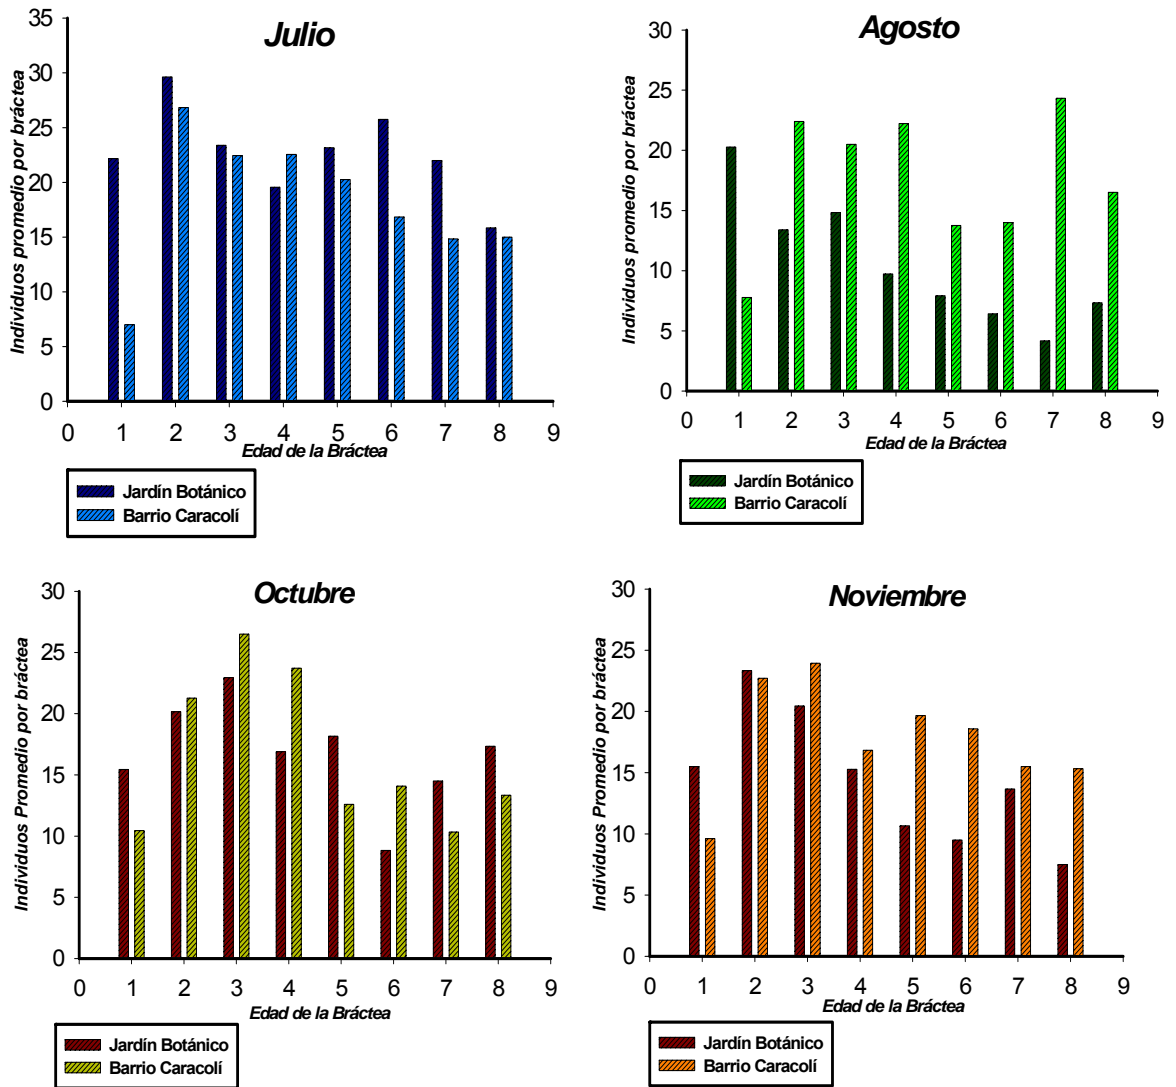 Julio
Individuos promedio por bráctea
35
30
25
20
15
10
5
0
0 1 2 3 4 5 6 7 8 9
Edad de la Bráctea
Jardín Botánico
Barrio Caracolí
Agosto
Individuos promedio por bráctea
30
25
20
15
10
5
0
0 1 2 3 4 5 6 7 8 9
Edad de la Bráctea
Jardín Botánico
Barrio Caracolí
Octubre
Individuos Promedio por bráctea
30
25
20
15
10
5
0
0 1 2 3 4 5 6 7 8 9
Edad de la Bráctea
Jardín Botánico
Barrio Caracolí
Noviembre
Individuos Promedio por bráctea
30
25
20
15
10
5
0
0 1 2 3 4 5 6 7 8 9
Edad de la Bráctea
Jardín Botánico
Barrio Caracolí